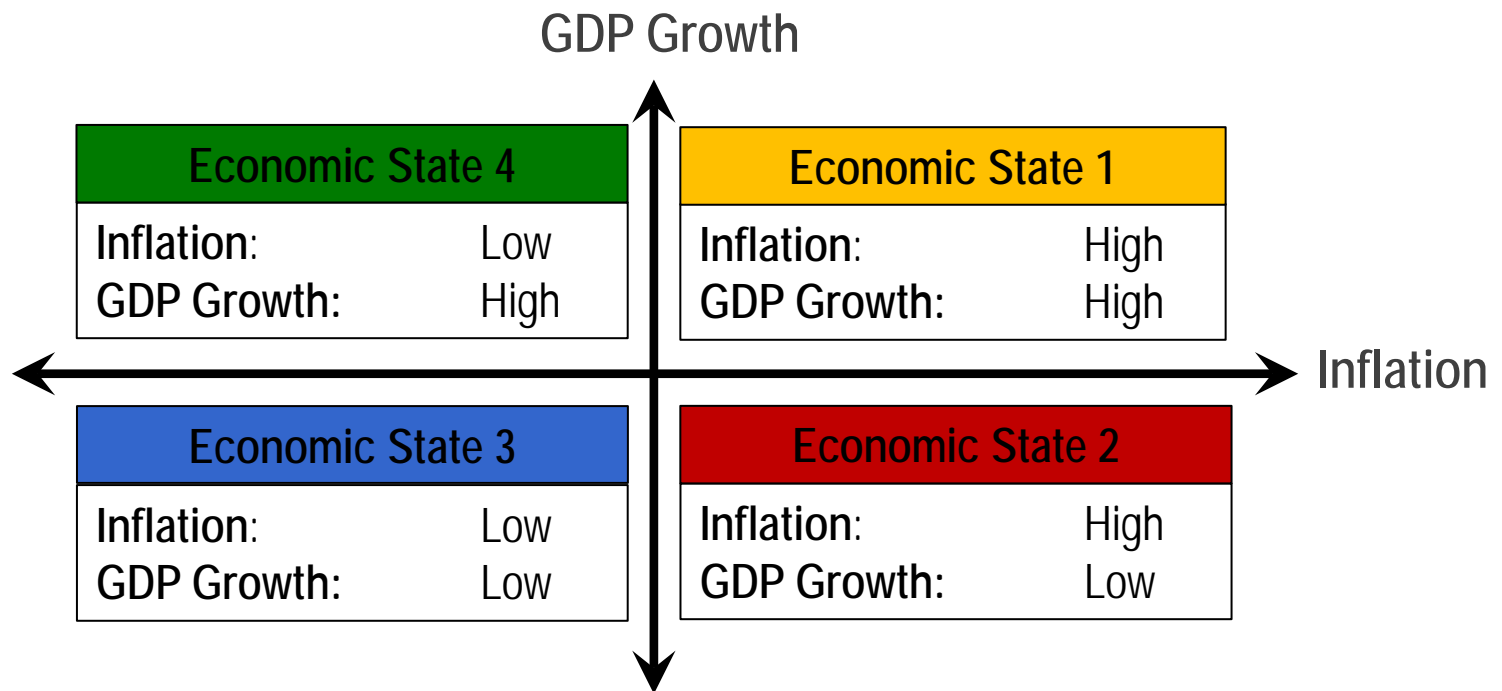 GDP Growth
Economic State 4
Inflation: Low
GDP Growth: High
Economic State 1
Inflation: High
GDP Growth: High
Inflation
Economic State 3
Inflation: Low
GDP Growth: Low
Economic State 2
Inflation: High
GDP Growth: Low